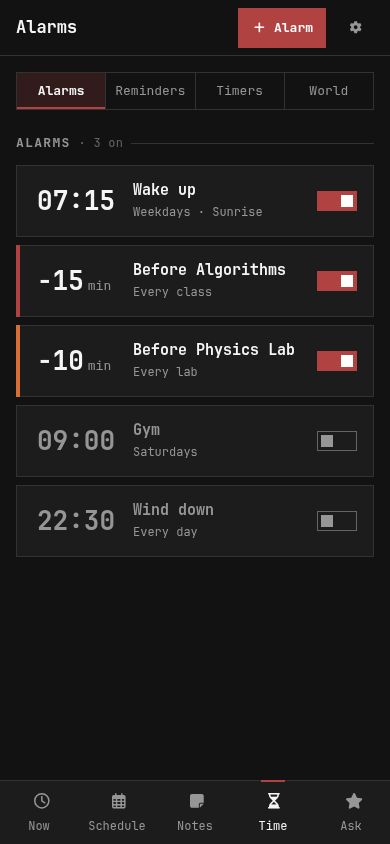 Alarms
+ Alarm
Alarms Reminders Timers World
ALARMS · 3 on
07:15 Wake up
Weekdays · Sunrise
-15 min Before Algorithms
Every class
-10 min Before Physics Lab
Every lab
09:00 Gym
Saturdays
22:30 Wind down
Every day
Now Schedule Notes Time Ask